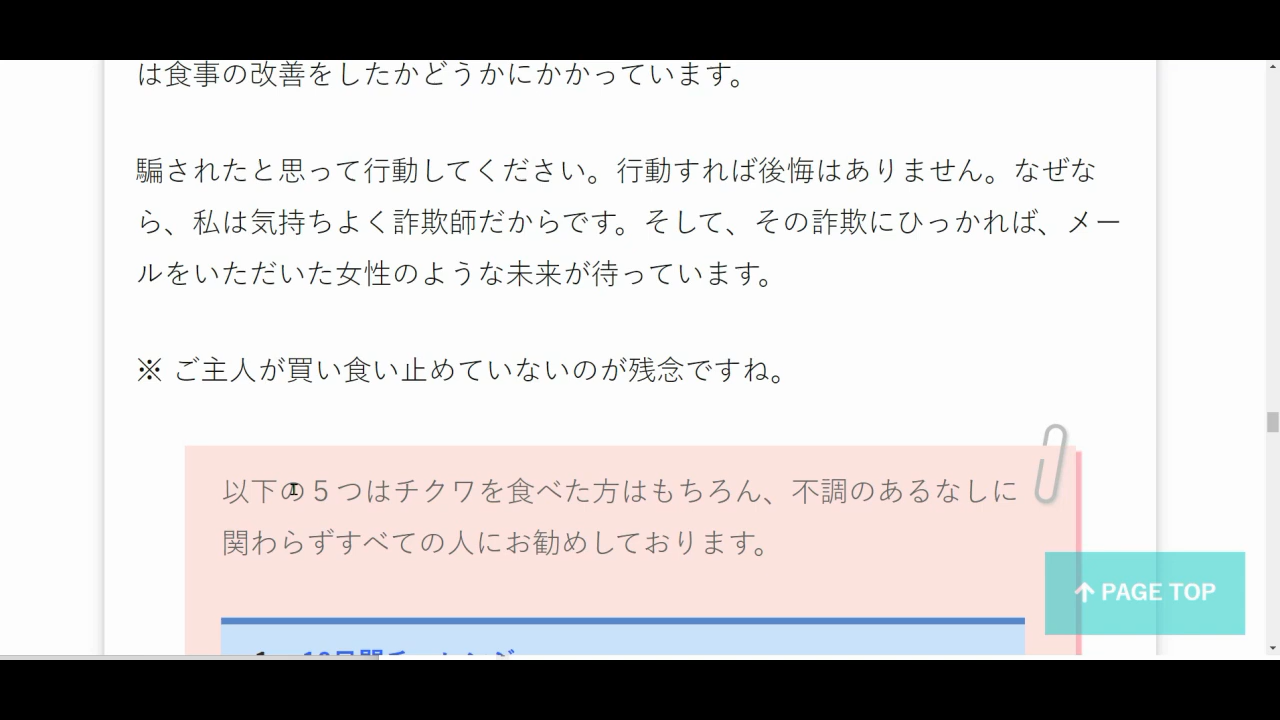 は食事の改善をしたかどうかにかかっています。
騙されたと思って行動してください。行動すれば後悔はありません。なぜな
ら、私は気持ちよく詐欺師だからです。そして、その詐欺にひっかれば、メー
ルをいただいた女性のような未来が待っています。
※ ご主人が買い食い止めていないのが残念ですね。
以下の５つはチクワを食べた方はもちろん、不調のあるなしに
関わらずすべての人にお勧めしております。
↑ PAGE TOP